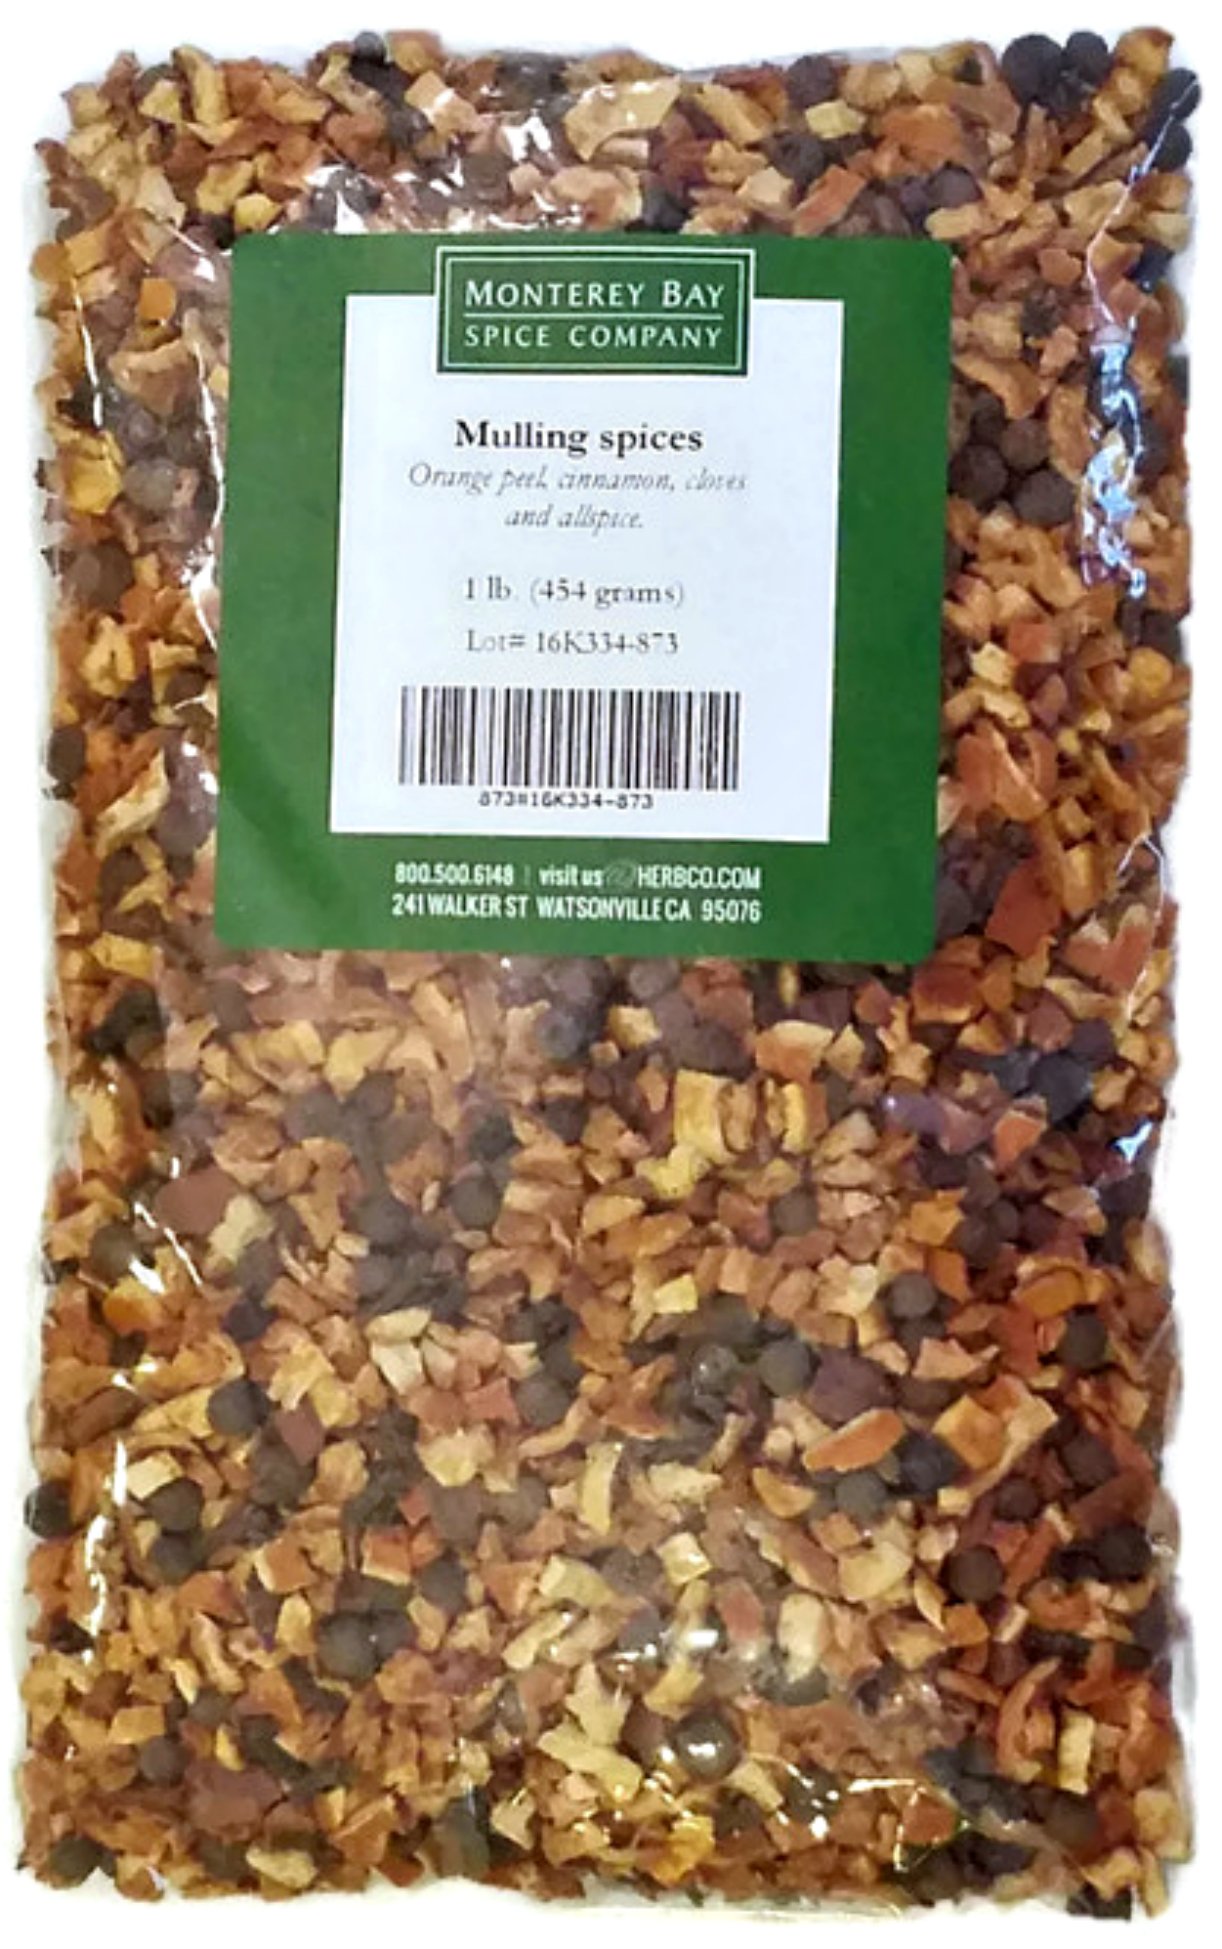 MONTEREY BAY
SPICE COMPANY
Mulling spices
Orange peel, cinnamon, cloves
and allspice.
1 lb. (454 grams)
Lot# 16K334-873
873#16K334-873
800.500.6148 | visit us @ HERBCO.COM
241 WALKER ST WATSONVILLE CA 95076